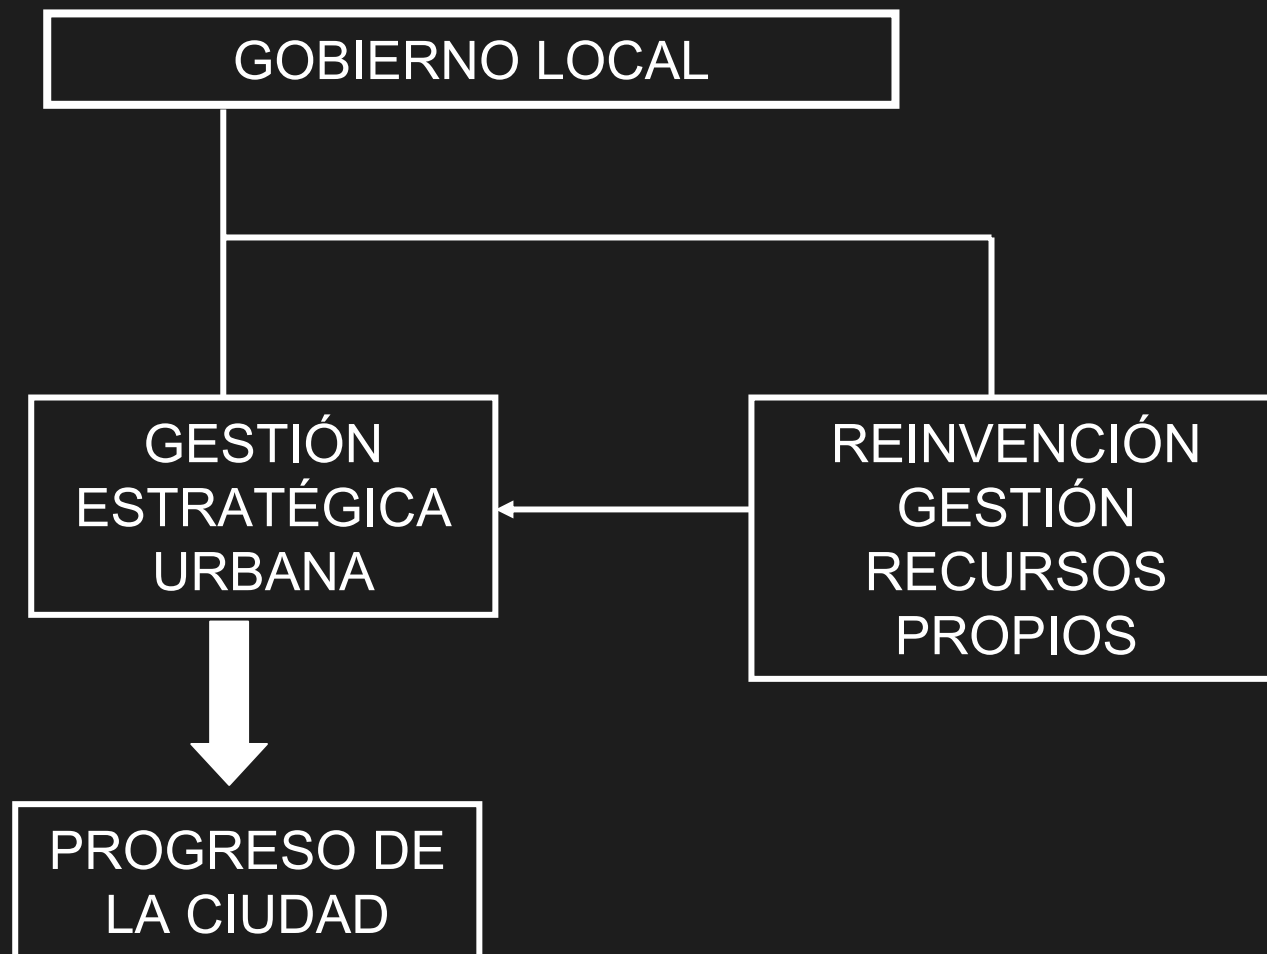 GOBIERNO LOCAL
GESTIÓN
ESTRATÉGICA
URBANA
REINVENCIÓN
GESTIÓN
RECURSOS
PROPIOS
PROGRESO DE
LA CIUDAD